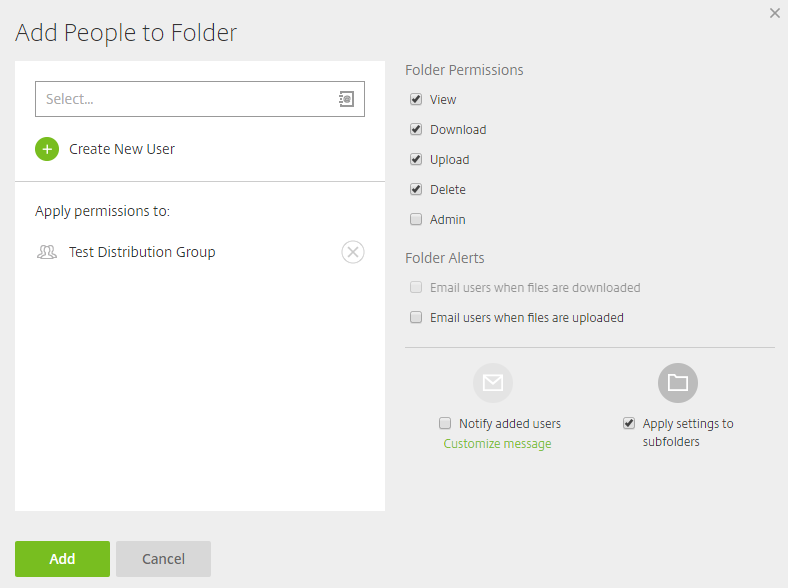 Add People to Folder
Select...
Create New User
Apply permissions to:
Test Distribution Group
Folder Permissions
View
Download
Upload
Delete
Admin
Folder Alerts
Email users when files are downloaded
Email users when files are uploaded
Notify added users
Customize message
Apply settings to
subfolders
Add
Cancel